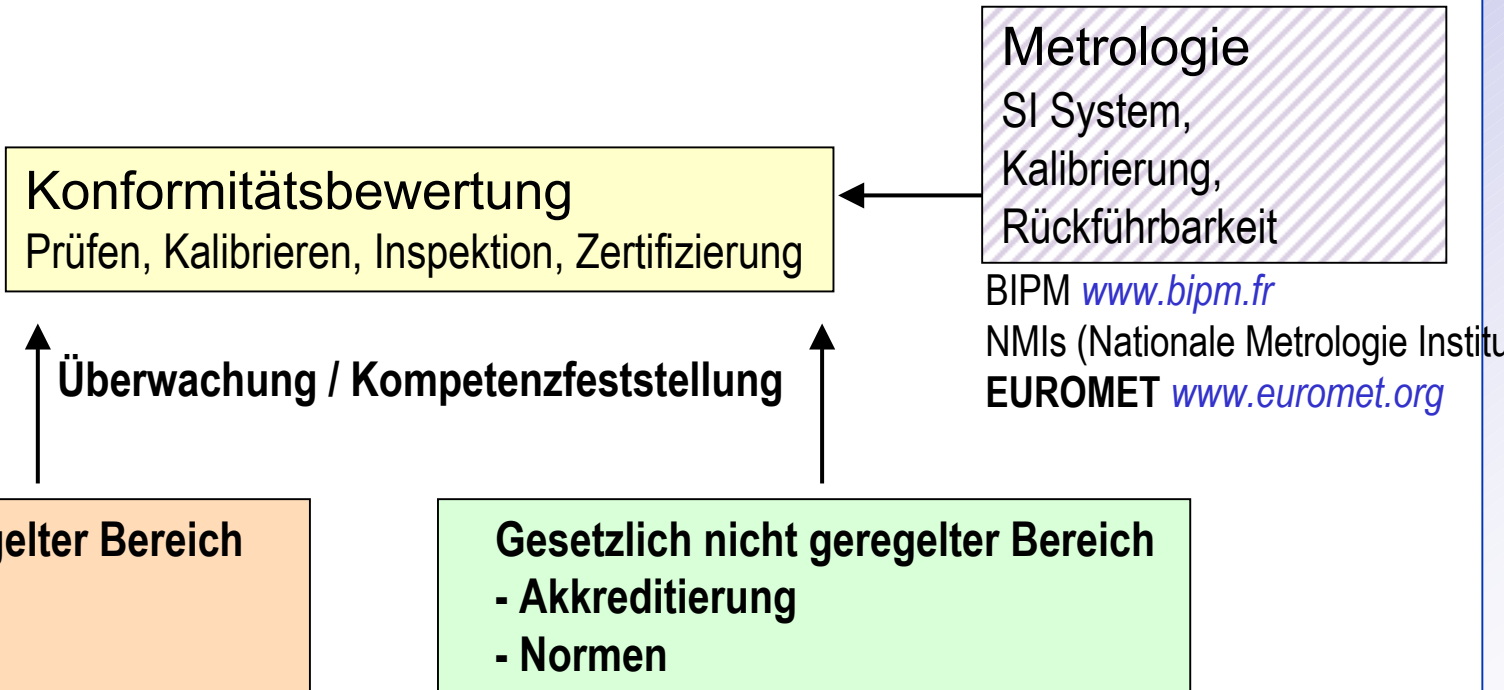 Metrologie
SI System,
Kalibrierung,
Rückführbarkeit
Konformitätsbewertung
Prüfen, Kalibrieren, Inspektion, Zertifizierung
BIPM www.bipm.fr
NMIs (Nationale Metrologie Institu
EUROMET www.euromet.org
Überwachung / Kompetenzfeststellung
gelter Bereich
Gesetzlich nicht geregelter Bereich
- Akkreditierung
- Normen